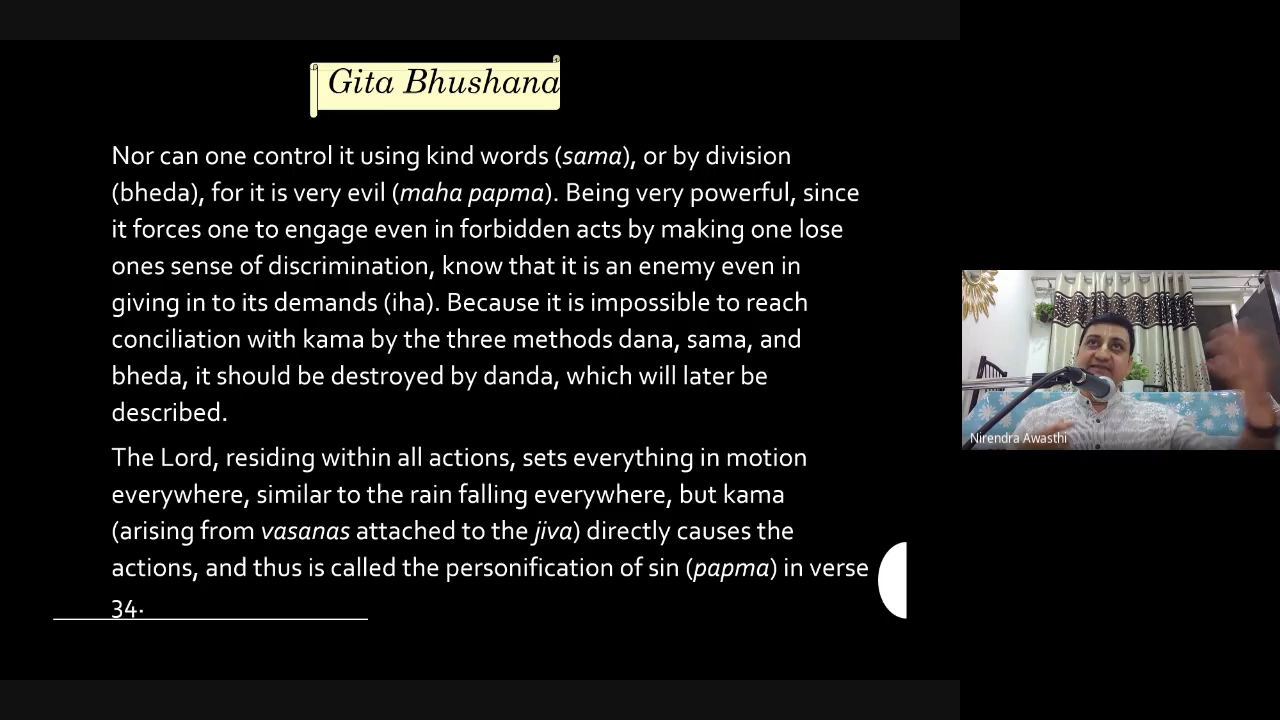 Gita Bhushana
Nor can one control it using kind words (sama), or by division
(bheda), for it is very evil (maha papma). Being very powerful, since
it forces one to engage even in forbidden acts by making one lose
ones sense of discrimination, know that it is an enemy even in
giving in to its demands (iha). Because it is impossible to reach
conciliation with kama by the three methods dana, sama, and
bheda, it should be destroyed by danda, which will later be
described.
The Lord, residing within all actions, sets everything in motion
everywhere, similar to the rain falling everywhere, but kama
(arising from vasanas attached to the jiva) directly causes the
actions, and thus is called the personification of sin (papma) in verse
34.
Nirendra Awasthi